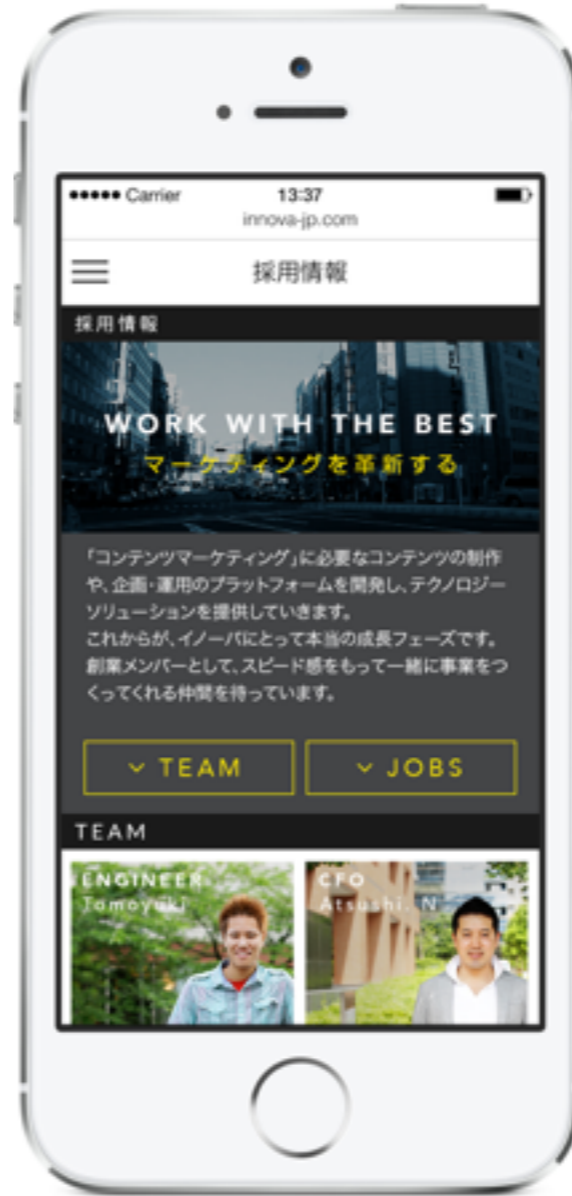 Carrier 13:37
innova-jp.com
採用情報
採用情報
WORK WITH THE BEST
マーケティングを革新する
「コンテンツマーケティング」に必要なコンテンツの制作
や、企画・運用のプラットフォームを開発し、テクノロジー
ソリューションを提供していきます。
これからが、イノーバにとって本当の成長フェーズです。
創業メンバーとして、スピード感をもって一緒に事業をつ
くってくれる仲間を待っています。
TEAM JOBS
TEAM
ENGINEER CFO
Tomoyuki Atsushi. N